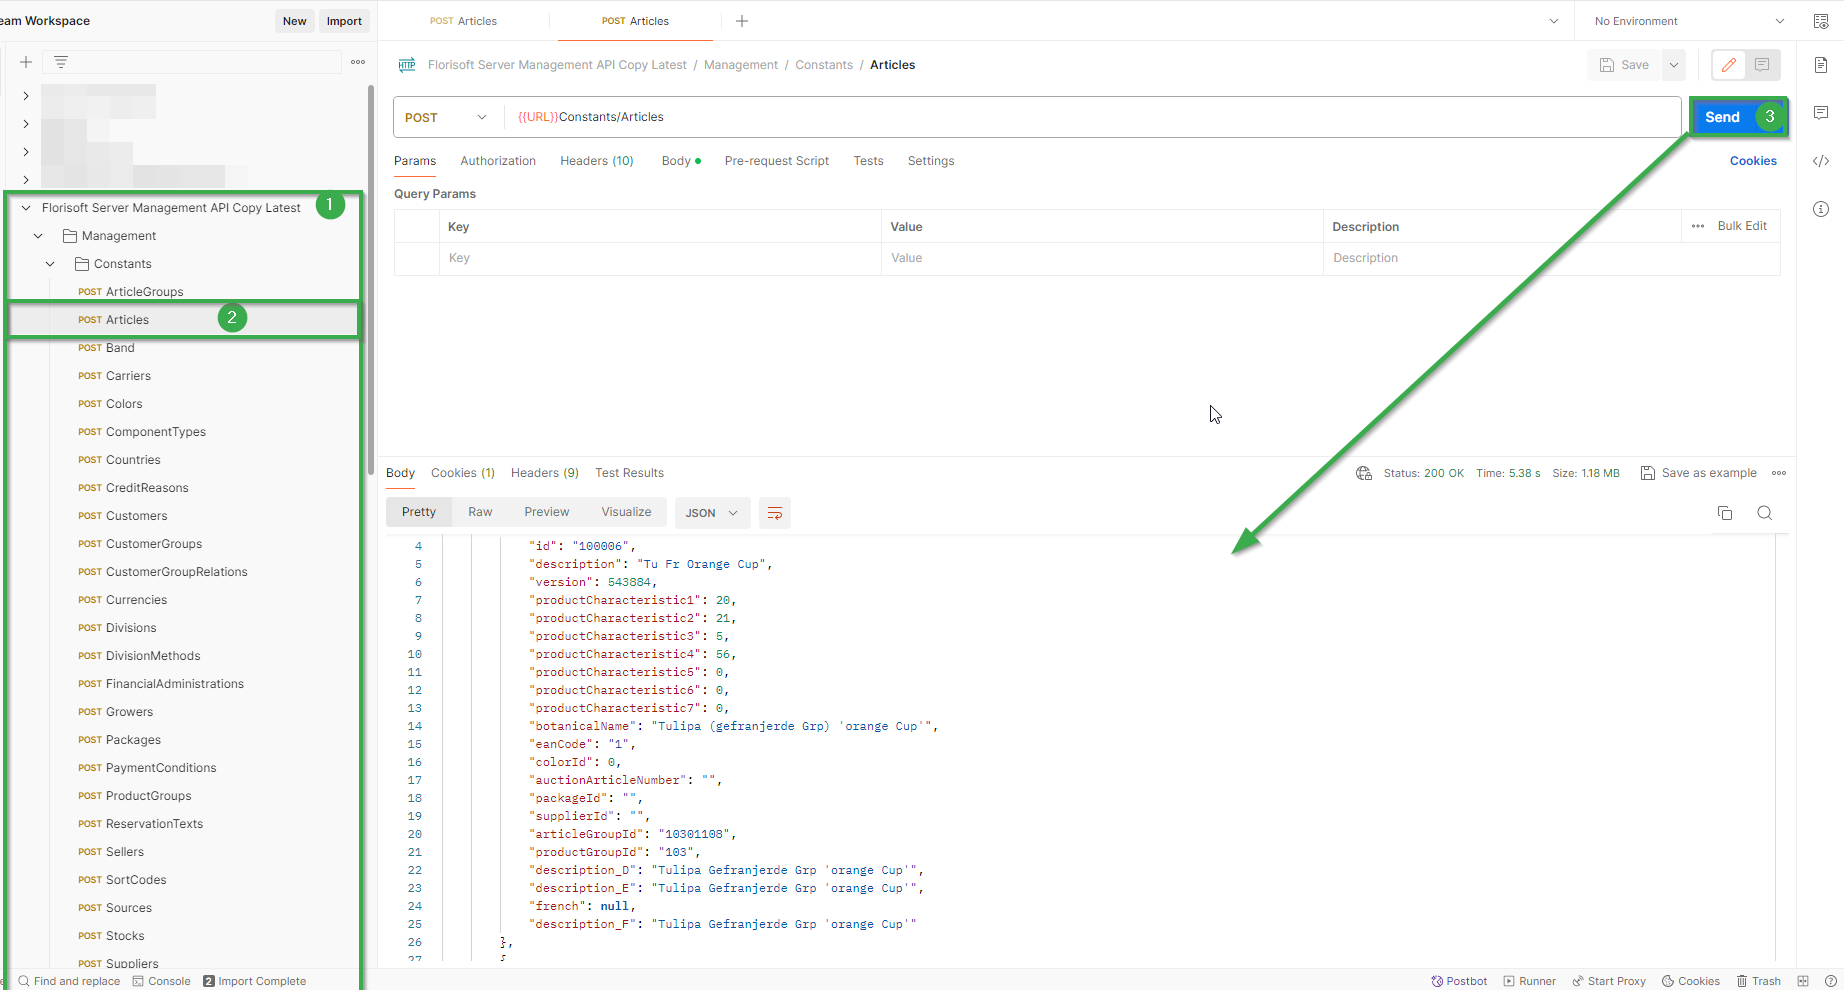 eam Workspace
New
Import
POST Articles
POST Articles
No Environment
Florisoft Server Management API Copy Latest / Management / Constants / Articles
Save
POST
{{URL}}Constants/Articles
Send
3
Params
Authorization
Headers (10)
Body
Pre-request Script
Tests
Settings
Cookies
Query Params
Key
Value
Description
Bulk Edit
Key
Value
Description
Florisoft Server Management API Copy Latest
1
Management
Constants
POST ArticleGroups
POST Articles
2
POST Band
POST Carriers
POST Colors
POST ComponentTypes
POST Countries
POST CreditReasons
POST Customers
POST CustomerGroups
POST CustomerGroupRelations
POST Currencies
POST Divisions
POST DivisionMethods
POST FinancialAdministrations
POST Growers
POST Packages
POST PaymentConditions
POST ProductGroups
POST ReservationTexts
POST Sellers
POST SortCodes
POST Sources
POST Stocks
POST Suppliers
Body
Cookies (1)
Headers (9)
Test Results
Status: 200 OK
Time: 5.38 s
Size: 1.18 MB
Save as example
Pretty
Raw
Preview
Visualize
JSON
4 "id": "100006",
5 "description": "Tu Fr Orange Cup",
6 "version": 543884,
7 "productCharacteristic1": 20,
8 "productCharacteristic2": 21,
9 "productCharacteristic3": 5,
10 "productCharacteristic4": 56,
11 "productCharacteristic5": 0,
12 "productCharacteristic6": 0,
13 "productCharacteristic7": 0,
14 "botanicalName": "Tulipa (gefranjerde Grp) 'orange Cup'",
15 "eanCode": "1",
16 "colorId": 0,
17 "auctionArticleNumber": "",
18 "packageId": "",
19 "supplierId": "",
20 "articleGroupId": "10301108",
21 "productGroupId": "103",
22 "description_D": "Tulipa Gefranjerde Grp 'orange Cup'",
23 "description_E": "Tulipa Gefranjerde Grp 'orange Cup'",
24 "french": null,
25 "description_F": "Tulipa Gefranjerde Grp 'orange Cup'"
26 },
27 {
Find and replace
Console
2 Import Complete
Postbot
Runner
Start Proxy
Cookies
Trash